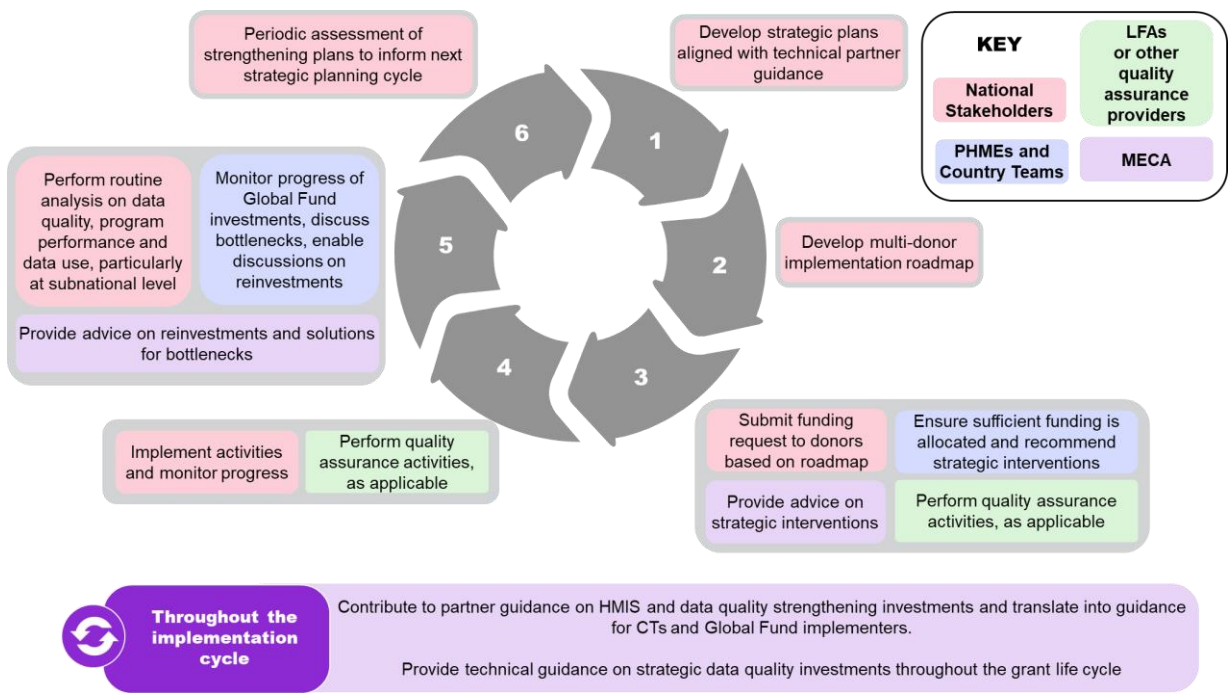 Periodic assessment of
strengthening plans to inform next
strategic planning cycle
Develop strategic plans
aligned with technical partner
guidance
KEY
National
Stakeholders
LFAs
or other
quality
assurance
providers
PHMEs and
Country Teams
MECA
6
1
5
2
4
3
Perform routine
analysis on data
quality, program
performance and
data use, particularly
at subnational level
Monitor progress of
Global Fund
investments, discuss
bottlenecks, enable
discussions on
reinvestments
Provide advice on reinvestments and solutions
for bottlenecks
Develop multi-donor
implementation roadmap
Implement activities
and monitor progress
Perform quality
assurance activities,
as applicable
Submit funding
request to donors
based on roadmap
Ensure sufficient funding is
allocated and recommend
strategic interventions
Provide advice on
strategic interventions
Perform quality assurance
activities, as applicable
Throughout the
implementation
cycle
Contribute to partner guidance on HMIS and data quality strengthening investments and translate into guidance
for CTs and Global Fund implementers.
Provide technical guidance on strategic data quality investments throughout the grant life cycle